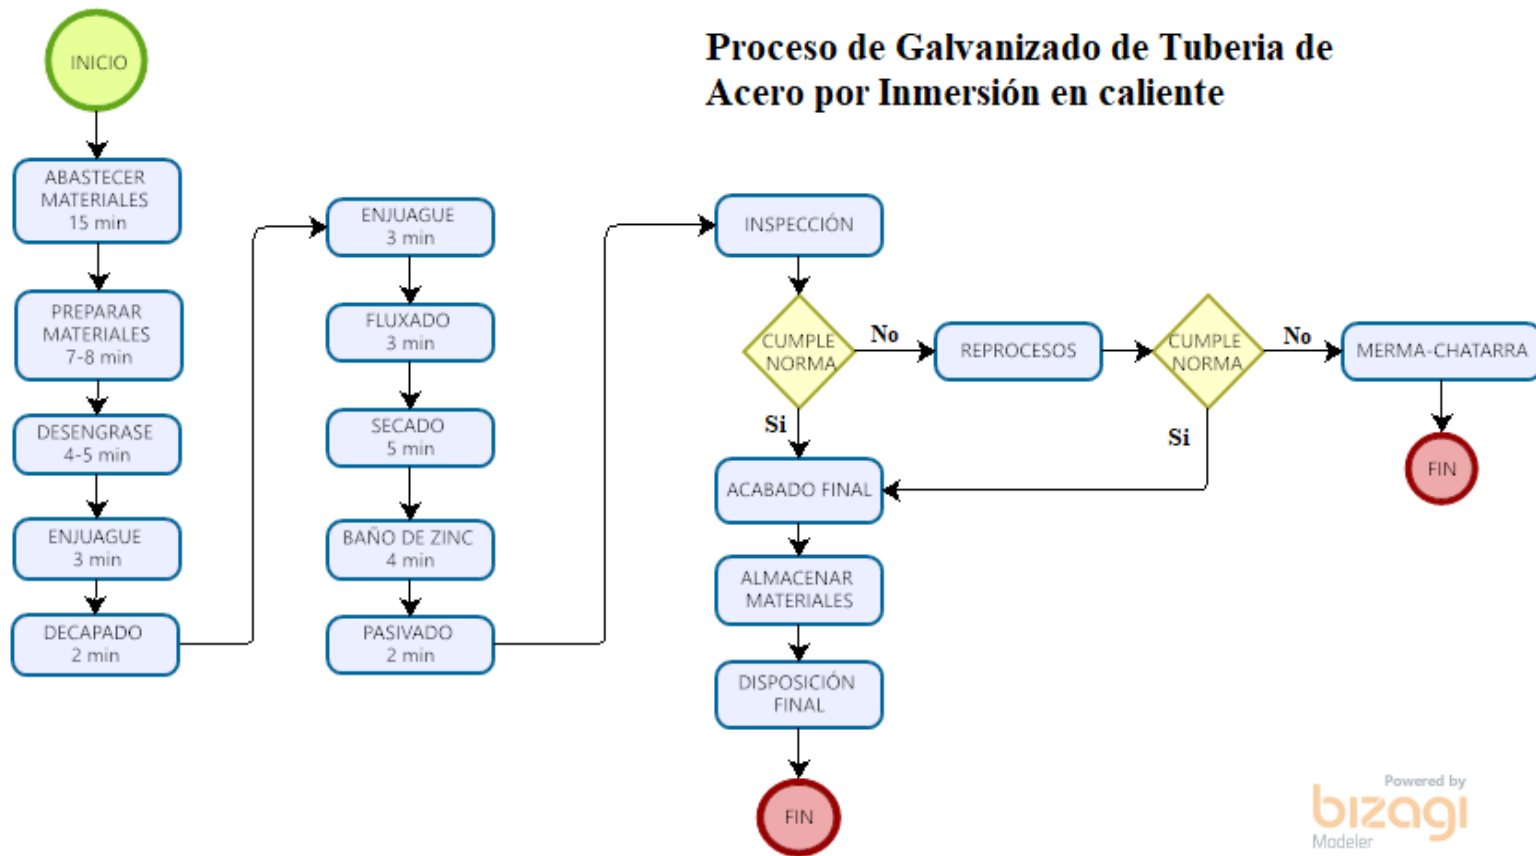 Proceso de Galvanizado de Tuberia de
Acero por Inmersión en caliente
INICIO
ABASTECER
MATERIALES
15 min
PREPARAR
MATERIALES
7-8 min
DESENGRASE
4-5 min
ENJUAGUE
3 min
DECAPADO
2 min
ENJUAGUE
3 min
FLUXADO
3 min
SECADO
5 min
BAÑO DE ZINC
4 min
PASIVADO
2 min
INSPECCIÓN
CUMPLE
NORMA
No
REPROCESOS
CUMPLE
NORMA
No
MERMA-CHATARRA
FIN
Si
Si
ACABADO FINAL
ALMACENAR
MATERIALES
DISPOSICIÓN
FINAL
FIN
Powered by
bizagi
Modeler